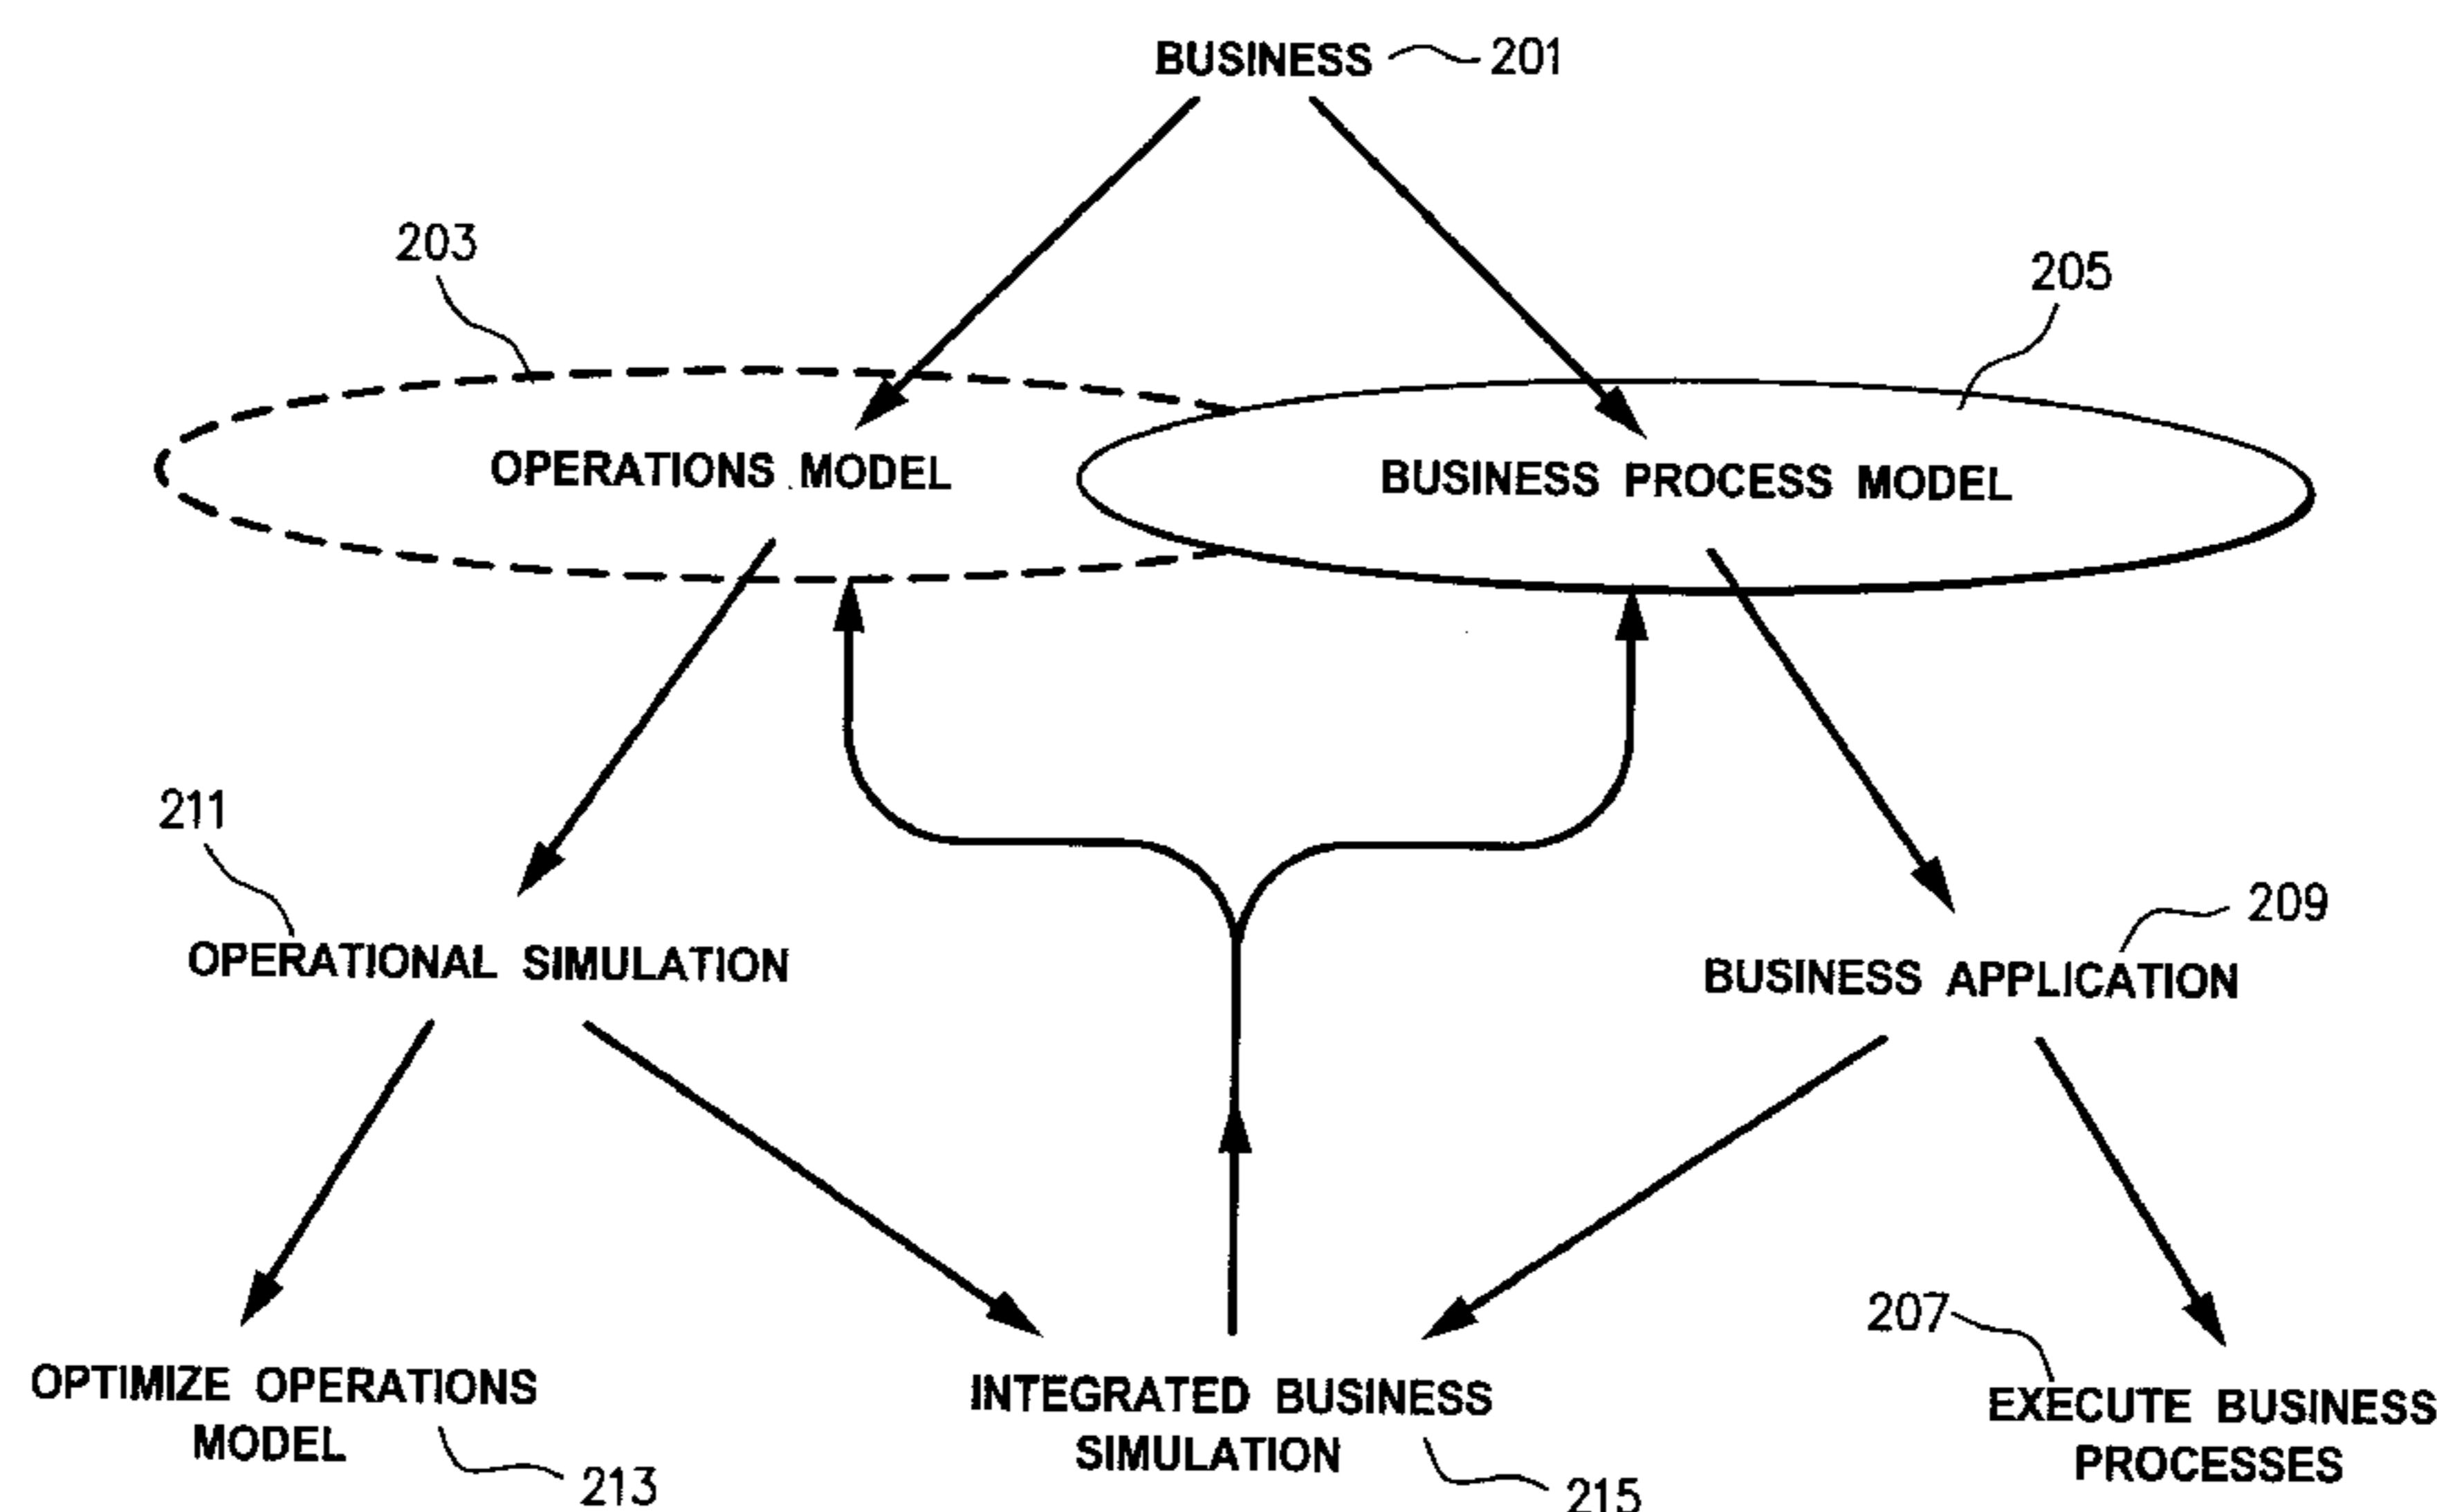 BUSINESS 201
203
205
OPERATIONS MODEL
BUSINESS PROCESS MODEL
211
209
OPERATIONAL SIMULATION
BUSINESS APPLICATION
207
OPTIMIZE OPERATIONS
MODEL
213
INTEGRATED BUSINESS
SIMULATION
215
EXECUTE BUSINESS
PROCESSES